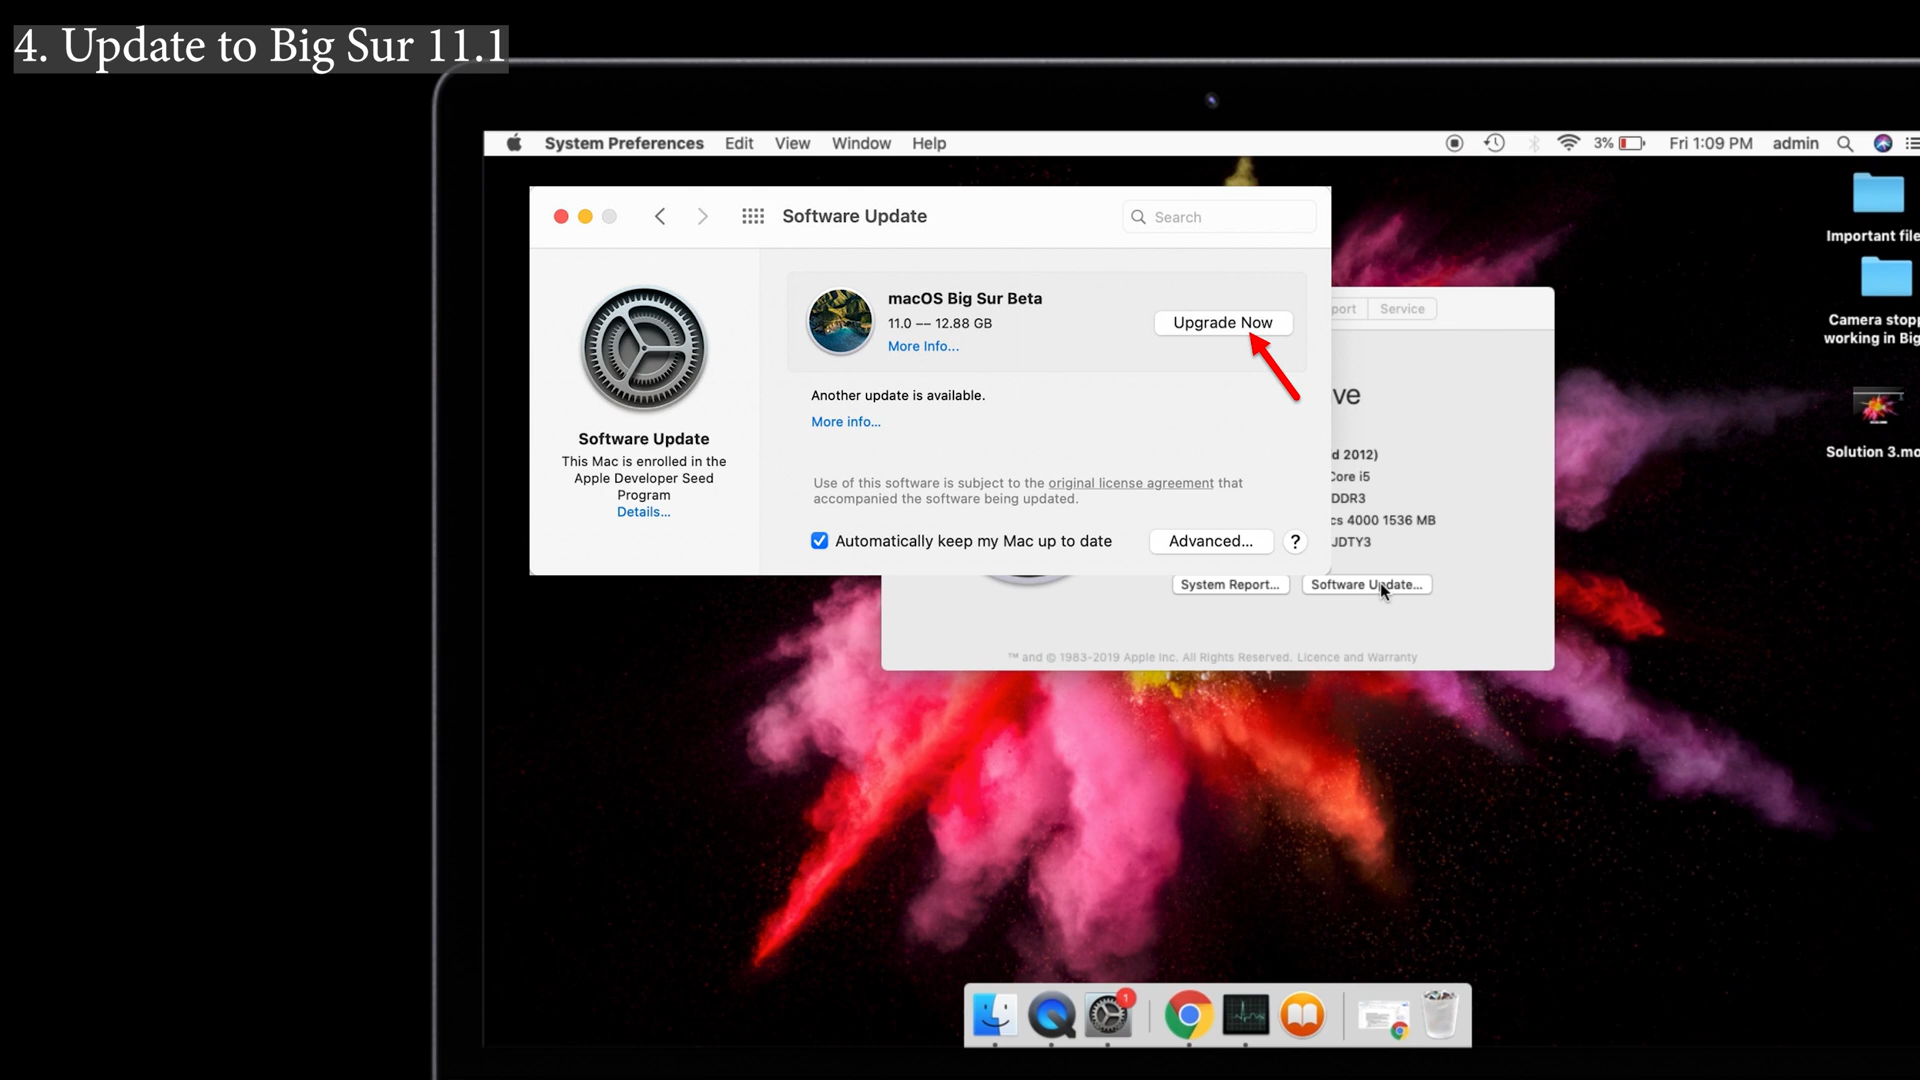 4. Update to Big Sur 11.1
System Preferences Edit View Window Help
3% Fri 1:09 PM admin
Software Update
Search
Important file
Camera stopp
working in Big
Solution 3.mo
macOS Big Sur Beta
11.0 –– 12.88 GB
More Info...
Upgrade Now
Another update is available.
More info...
Software Update
This Mac is enrolled in the
Apple Developer Seed
Program
Details...
Use of this software is subject to the original license agreement that
accompanied the software being updated.
Automatically keep my Mac up to date
Advanced...
?
port
Service
ve
d 2012)
Core i5
DDR3
cs 4000 1536 MB
JDTY3
System Report...
Software Update...
™ and © 1983-2019 Apple Inc. All Rights Reserved. Licence and Warranty
1